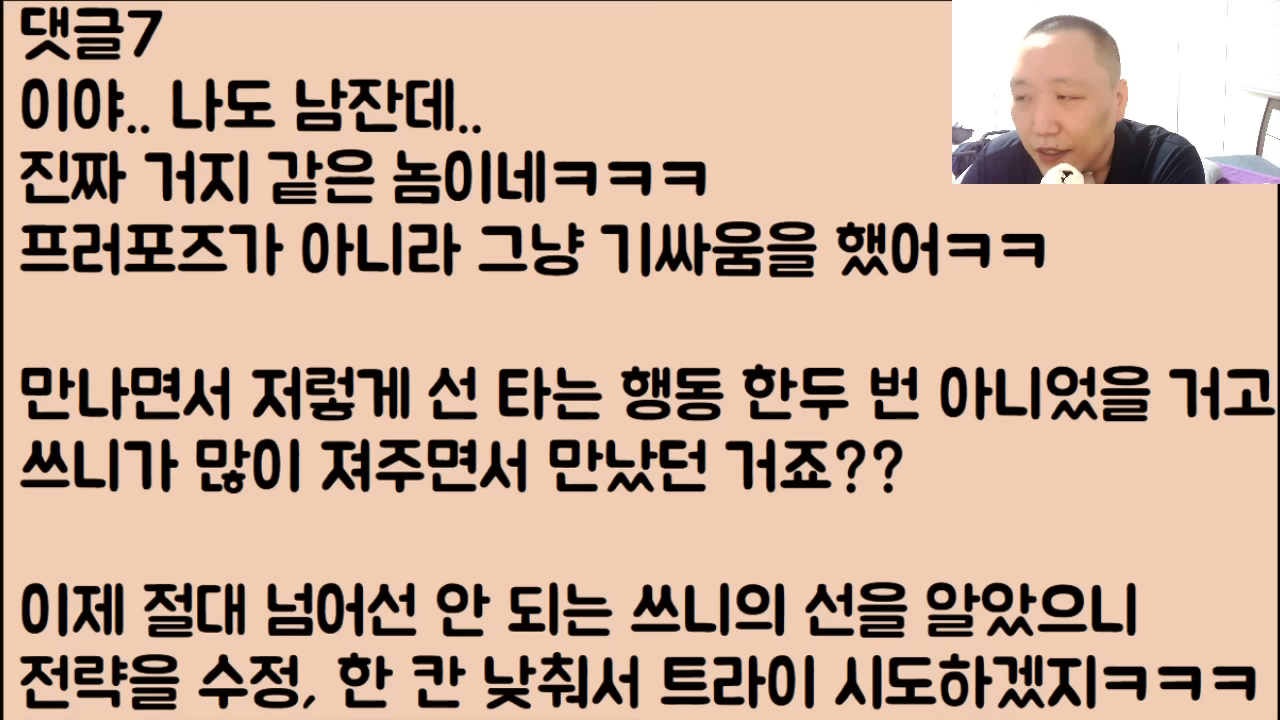 댓글7
이야.. 나도 남잔데..
진짜 거지 같은 놈이네ㅋㅋㅋ
프러포즈가 아니라 그냥 기싸움을 했어ㅋㅋ
만나면서 저렇게 선 타는 행동 한두 번 아니었을 거고
쓰니가 많이 져주면서 만났던 거죠??
이제 절대 넘어선 안 되는 쓰니의 선을 알았으니
전략을 수정, 한 칸 낮춰서 트라이 시도하겠지ㅋㅋㅋ